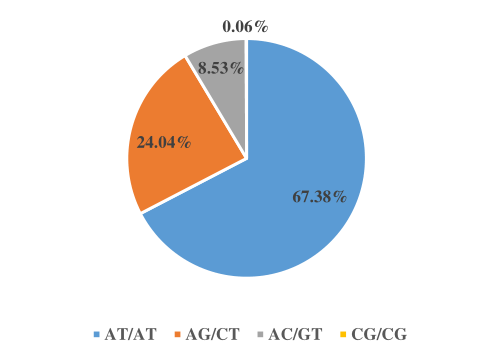 0.06%
8.53%
24.04%
67.38%
AT/AT AG/CT AC/GT CG/CG